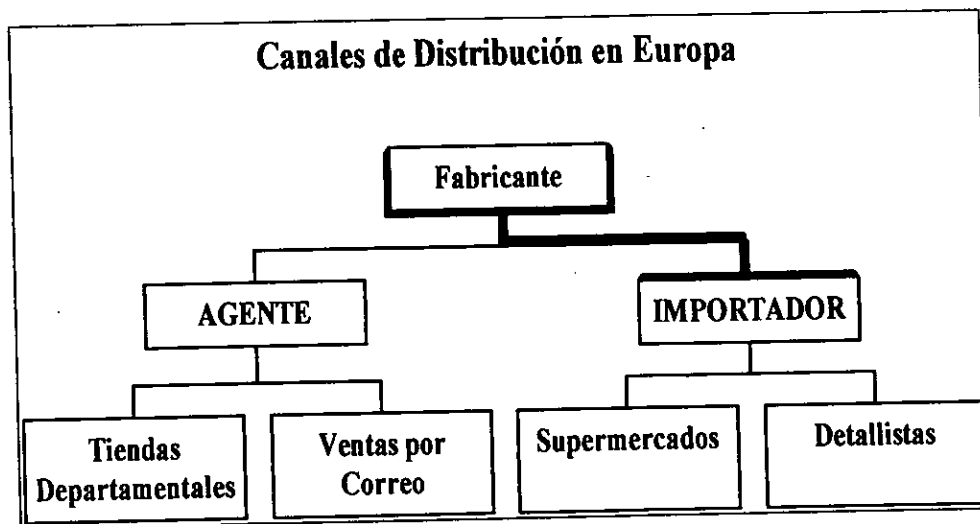 Canales de Distribución en Europa
Fabricante
AGENTE
IMPORTADOR
Tiendas
Departamentales
Ventas por
Correo
Supermercados
Detallistas